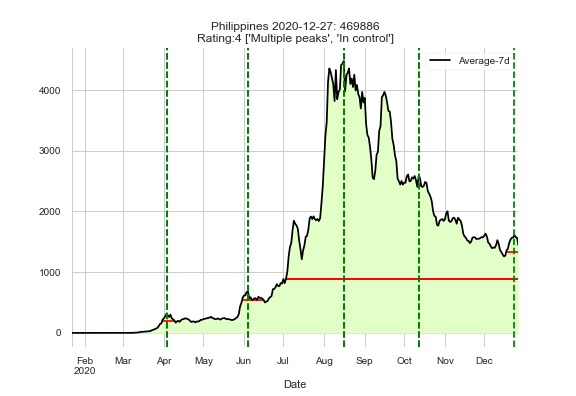 Philippines 2020-12-27: 469886
Rating:4 ['Multiple peaks', 'In control']
Average-7d
4000
3000
2000
1000
0
Feb Mar Apr May Jun Jul Aug Sep Oct Nov Dec
2020
Date